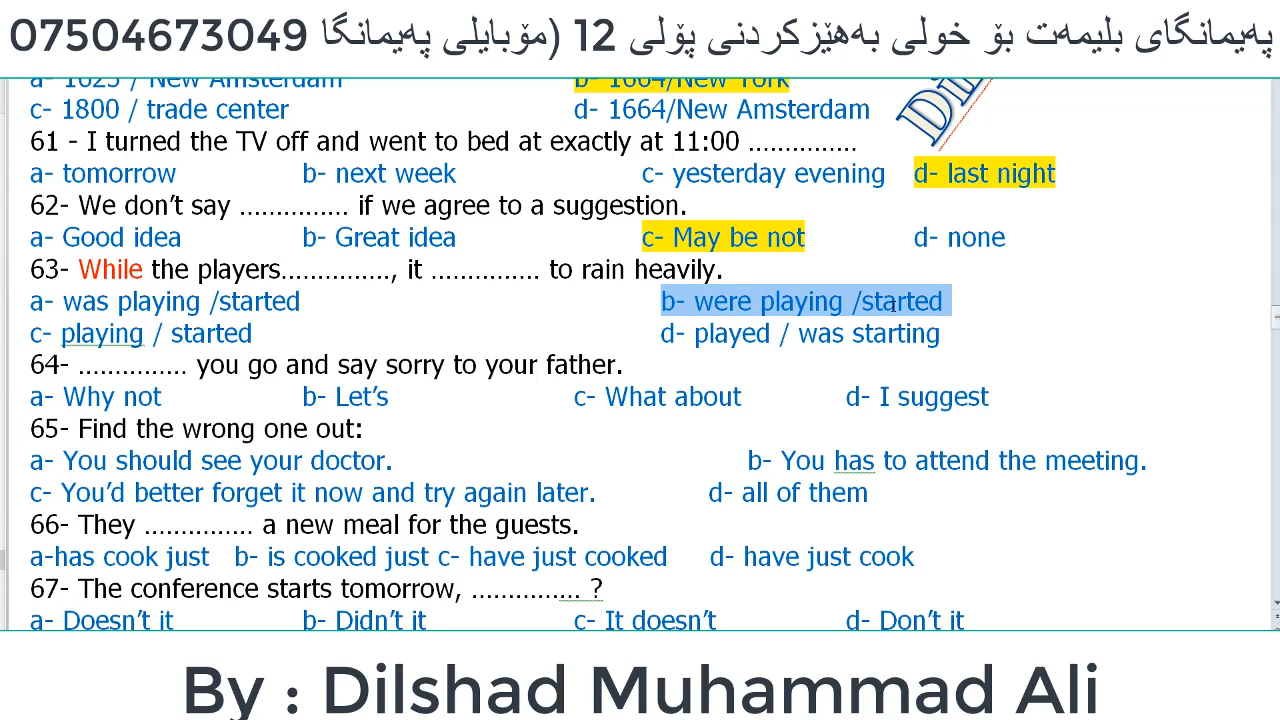 پەیمانگای بلیمەت بۆ خولی بەهێزکردنی پۆلی 12 (مۆبایلی پەیمانگا 07504673049
a- 1625 / New Amsterdam b- 1664/New York
c- 1800 / trade center d- 1664/New Amsterdam
61 - I turned the TV off and went to bed at exactly at 11:00 ……………
a- tomorrow b- next week c- yesterday evening d- last night
62- We don’t say …………… if we agree to a suggestion.
a- Good idea b- Great idea c- May be not d- none
63- While the players……………, it …………… to rain heavily.
a- was playing /started b- were playing /started
c- playing / started d- played / was starting
64- …………… you go and say sorry to your father.
a- Why not b- Let’s c- What about d- I suggest
65- Find the wrong one out:
a- You should see your doctor. b- You has to attend the meeting.
c- You’d better forget it now and try again later. d- all of them
66- They …………… a new meal for the guests.
a-has cook just b- is cooked just c- have just cooked d- have just cook
67- The conference starts tomorrow, …………… ?
a- Doesn’t it b- Didn’t it c- It doesn’t d- Don’t it
By : Dilshad Muhammad Ali